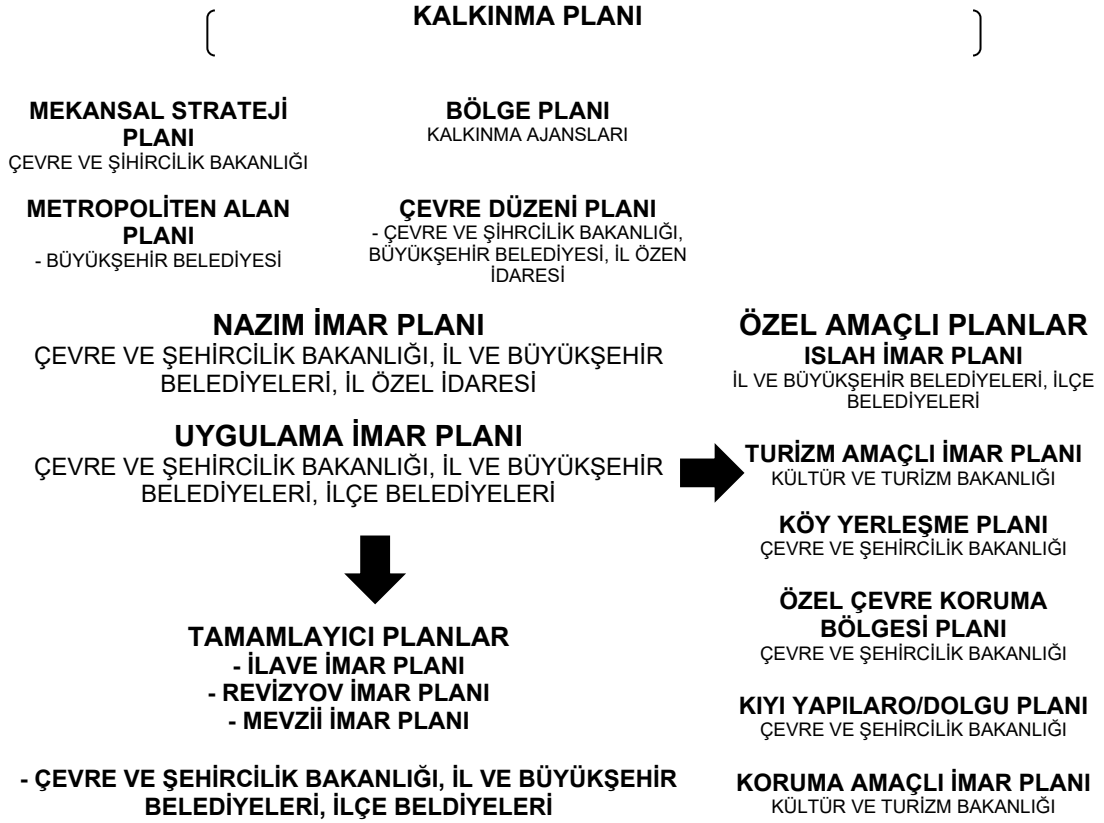 KALKINMA PLANI
MEKANSAL STRATEJİ
PLANI
ÇEVRE VE ŞİHİRCİLİK BAKANLIĞI
BÖLGE PLANI
KALKINMA AJANSLARI
METROPOLİTEN ALAN
PLANI
- BÜYÜKŞEHİR BELEDİYESİ
ÇEVRE DÜZENİ PLANI
- ÇEVRE VE ŞİHRCİLİK BAKANLIĞI,
BÜYÜKŞEHİR BELEDİYESİ, İL ÖZEN
İDARESİ
NAZIM İMAR PLANI
ÇEVRE VE ŞEHİRCİLİK BAKANLIĞI, İL VE BÜYÜKŞEHİR
BELEDİYELERİ, İL ÖZEL İDARESİ
UYGULAMA İMAR PLANI
ÇEVRE VE ŞEHİRCİLİK BAKANLIĞI, İL VE BÜYÜKŞEHİR
BELEDİYELERİ, İLÇE BELEDİYELERİ
TAMAMLAYICI PLANLAR
- İLAVE İMAR PLANI
- REVİZYOV İMAR PLANI
- MEVZİİ İMAR PLANI
- ÇEVRE VE ŞEHİRCİLİK BAKANLIĞI, İL VE BÜYÜKŞEHİR
BELEDİYELERİ, İLÇE BELDİYELERİ
ÖZEL AMAÇLI PLANLAR
ISLAH İMAR PLANI
İL VE BÜYÜKŞEHİR BELEDİYELERİ, İLÇE
BELEDİYELERİ
TURİZM AMAÇLI İMAR PLANI
KÜLTÜR VE TURİZM BAKANLIĞI
KÖY YERLEŞME PLANI
ÇEVRE VE ŞEHİRCİLİK BAKANLIĞI
ÖZEL ÇEVRE KORUMA
BÖLGESİ PLANI
ÇEVRE VE ŞEHİRCİLİK BAKANLIĞI
KIYI YAPILARO/DOLGU PLANI
ÇEVRE VE ŞEHİRCİLİK BAKANLIĞI
KORUMA AMAÇLI İMAR PLANI
KÜLTÜR VE TURİZM BAKANLIĞI